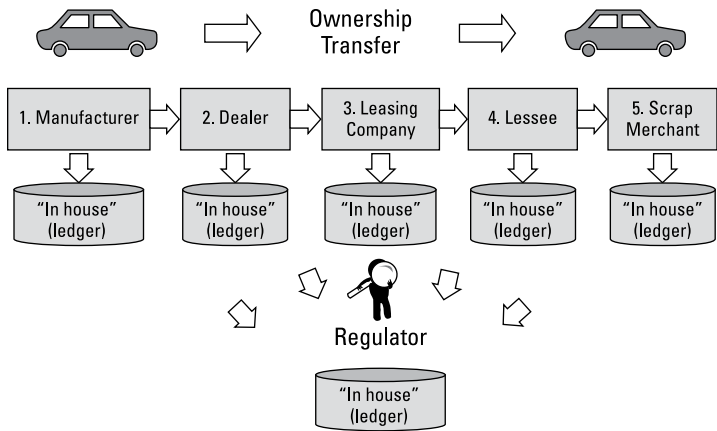 Ownership
Transfer
1. Manufacturer
2. Dealer
3. Leasing
Company
4. Lessee
5. Scrap
Merchant
“In house”
(ledger)
“In house”
(ledger)
“In house”
(ledger)
“In house”
(ledger)
“In house”
(ledger)
Regulator
“In house”
(ledger)